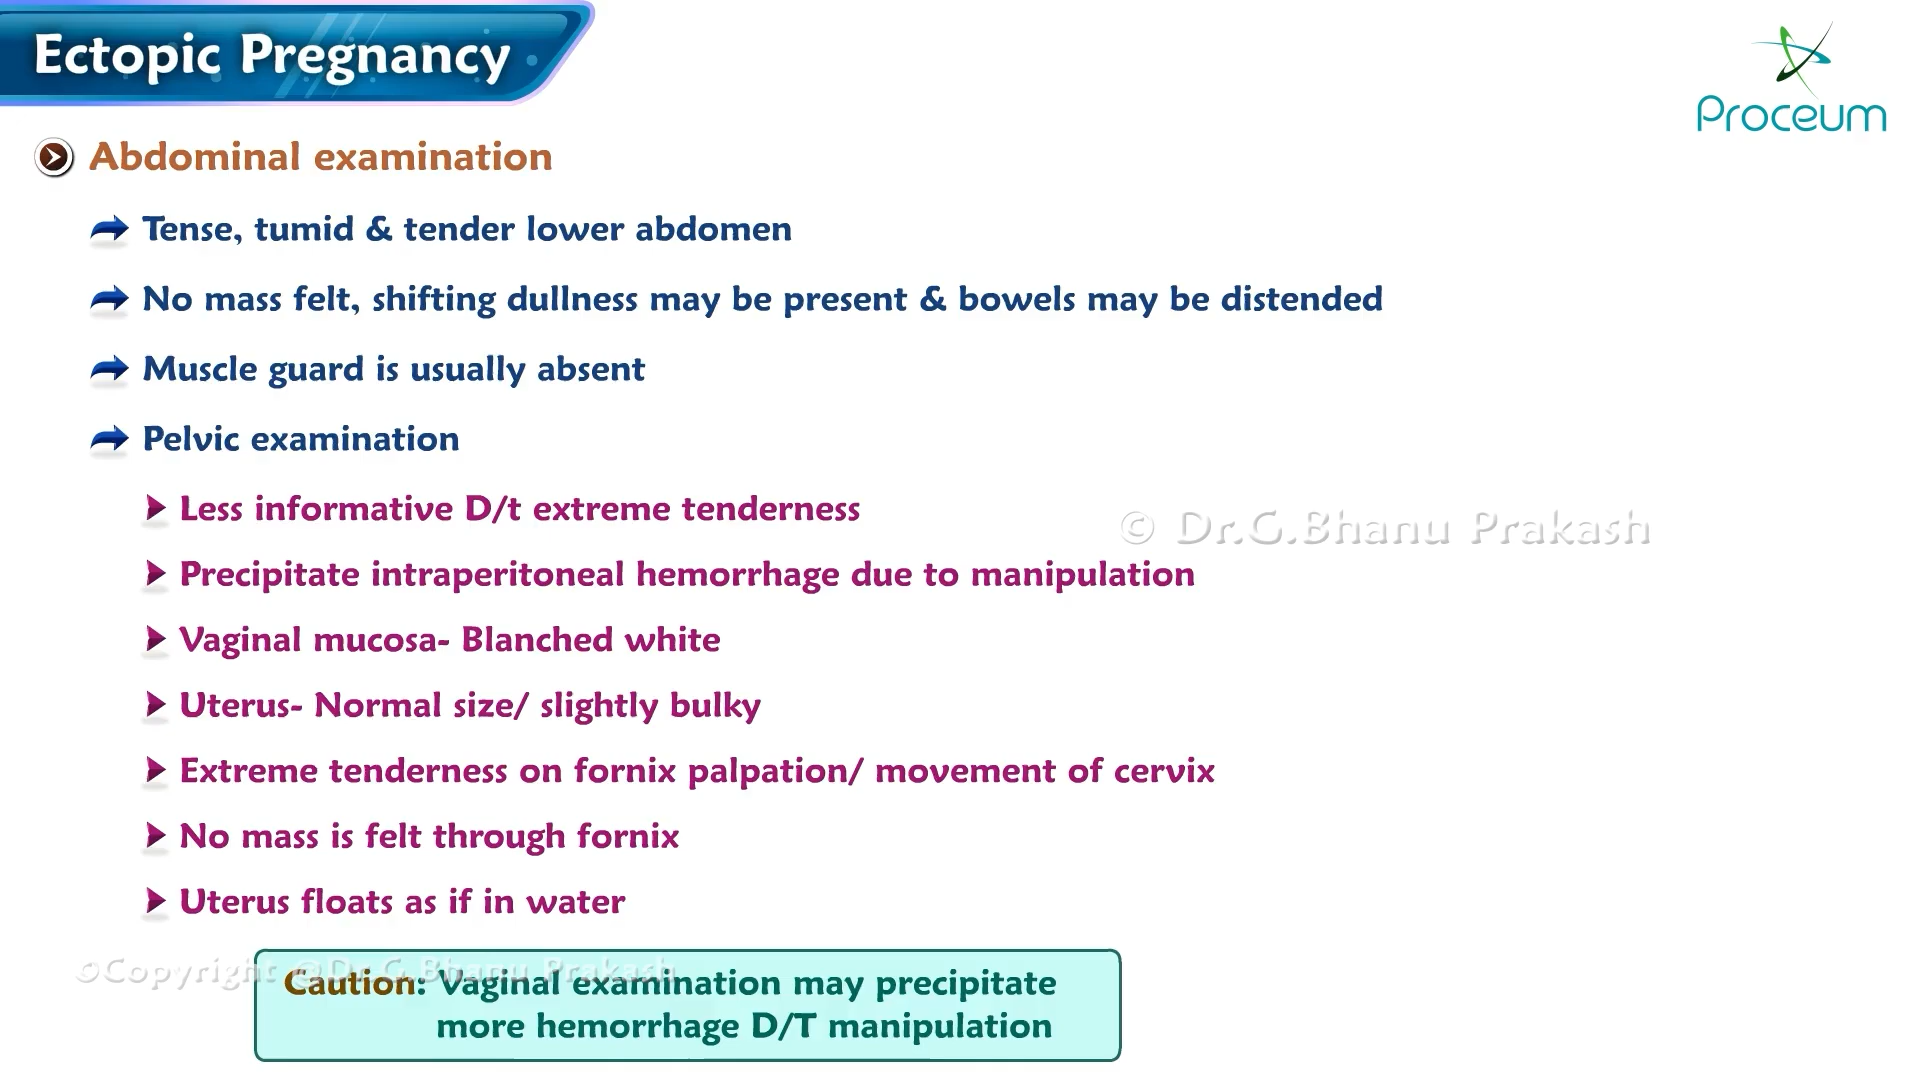 Ectopic Pregnancy
Proceum
Abdominal examination
Tense, tumid & tender lower abdomen
No mass felt, shifting dullness may be present & bowels may be distended
Muscle guard is usually absent
Pelvic examination
Less informative D/t extreme tenderness
© Dr.G.Bhanu Prakash
Precipitate intraperitoneal hemorrhage due to manipulation
Vaginal mucosa- Blanched white
Uterus- Normal size/ slightly bulky
Extreme tenderness on fornix palpation/ movement of cervix
No mass is felt through fornix
Uterus floats as if in water
©Copyright @Dr.G.Bhanu Prakash
Caution: Vaginal examination may precipitate
more hemorrhage D/T manipulation